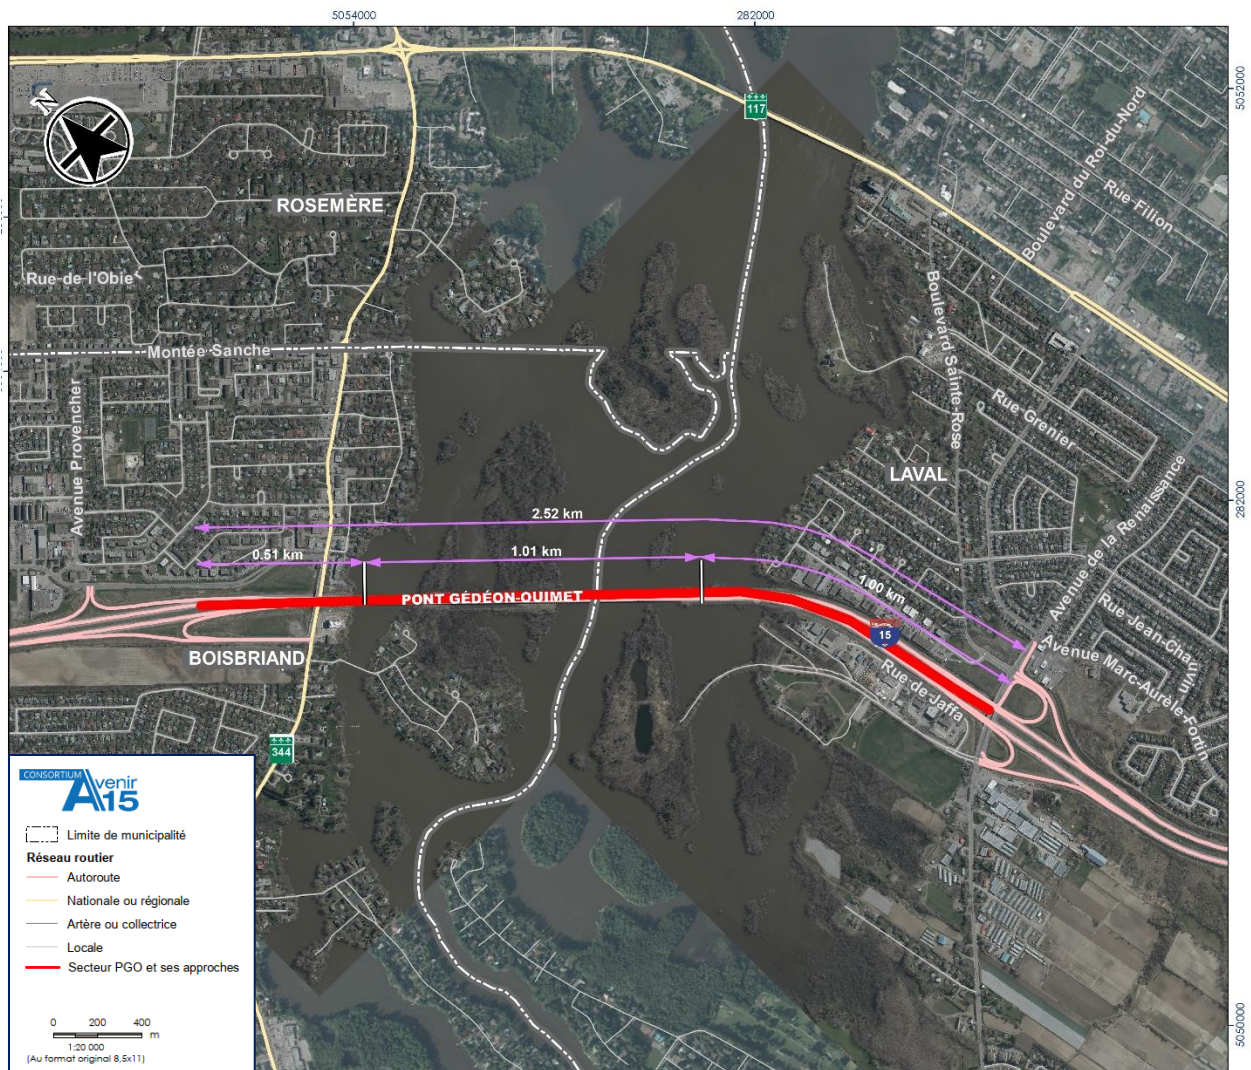 5054000
282000
5052000
N
117
ROSEMÈRE
Boulevard du Roi-du-Nord
Rue Filion
Rue-de-l'Obie
Boulevard Sainte-Rose
Montée Sanche
Avenue Provencher
Rue Grenier
LAVAL
Avenue de la Renaissance
282000
2.52 km
0.51 km
1.01 km
1.00 km
PONT GÉDÉON-OUIMET
15
BOISBRIAND
Rue Jean-Chauvin
Avenue Marc-Aurèle-Fortin
Rue de Jaffa
344
CONSORTIUM
Avenir
15
Limite de municipalité
Réseau routier
Autoroute
Nationale ou régionale
Artère ou collectrice
Locale
Secteur PGO et ses approches
0 200 400
m
1:20 000
(Au format original 8,5x11)
5050000